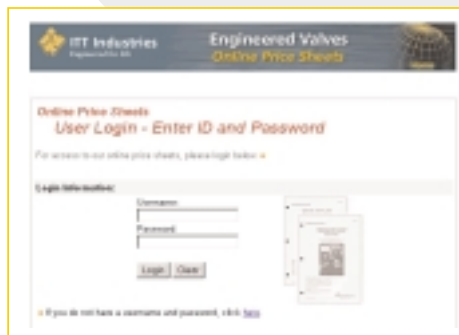 ITT Industries
Engineered for life
Engineered Valves
Online Price Sheets
Online Price Sheets
User Login - Enter ID and Password
For access to our online price sheets, please login below.
Login Information:
Username:
Password:
Login Clear
If you do not have a username and password, click here